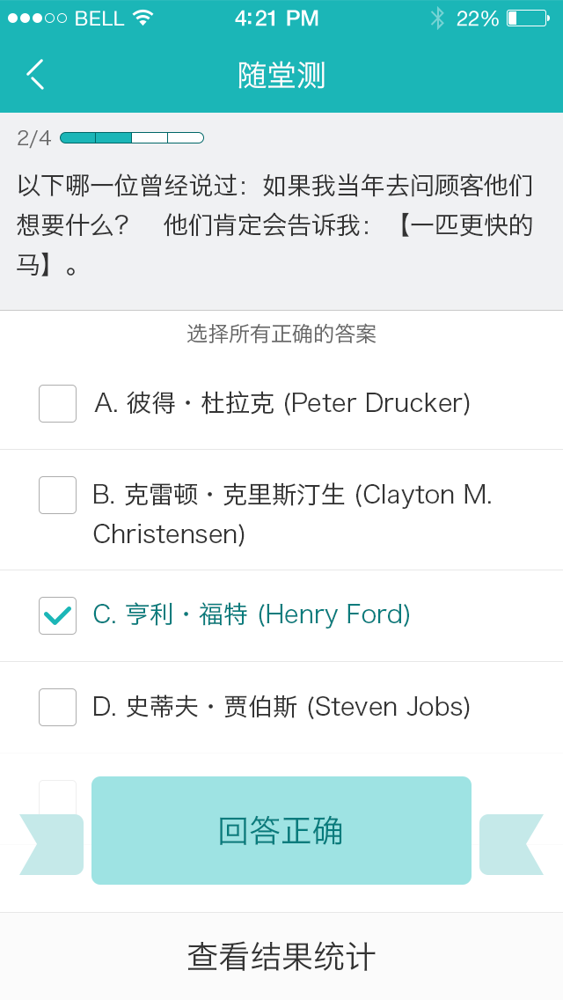 BELL 4:21 PM 22%
随堂测
2/4
以下哪一位曾经说过：如果我当年去问顾客他们
想要什么？ 他们肯定会告诉我：【一匹更快的
马】。
选择所有正确的答案
A. 彼得·杜拉克 (Peter Drucker)
B. 克雷顿·克里斯汀生 (Clayton M.
Christensen)
C. 亨利·福特 (Henry Ford)
D. 史蒂夫·贾伯斯 (Steven Jobs)
回答正确
查看结果统计